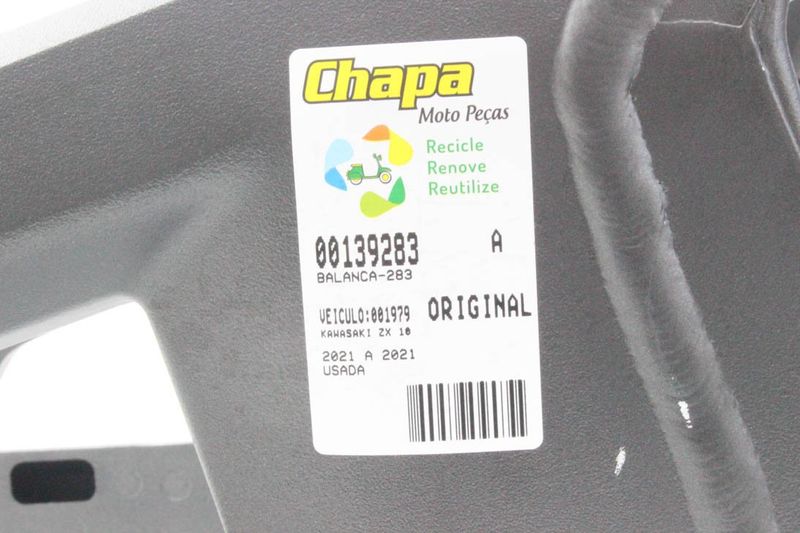 Chapa
Moto Peças
Recicle
Renove
Reutilize
00139283 A
BALANCA-283
VEICULO:001979 ORIGINAL
KAWASAKI ZX 10
2021 A 2021
USADA